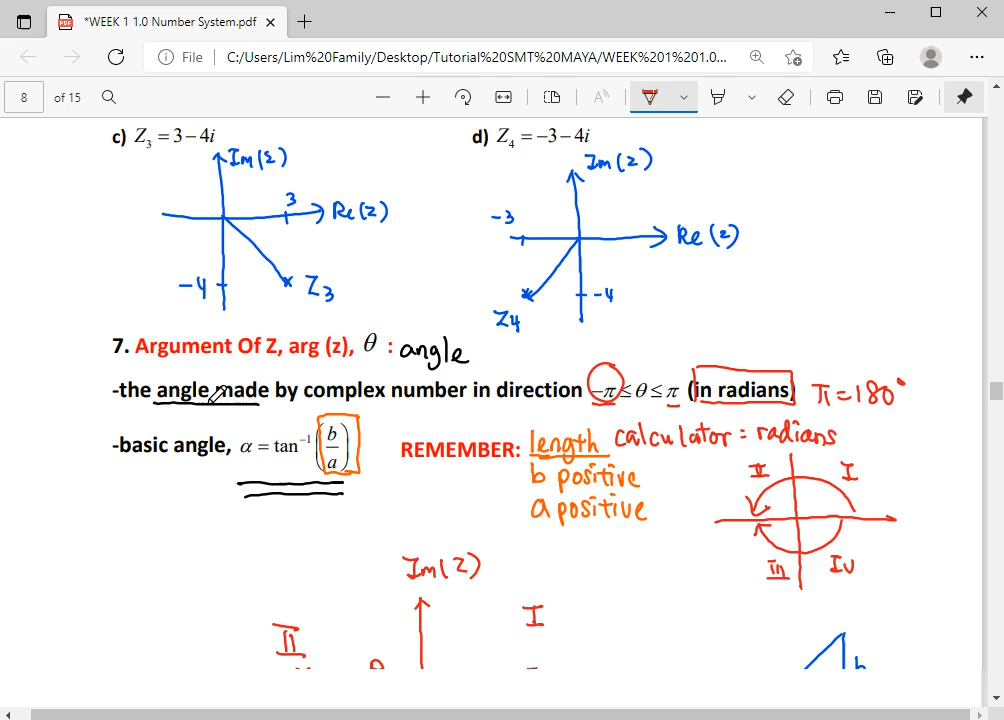 *WEEK 1 1.0 Number System.pdf
File
C:/Users/Lim%20Family/Desktop/Tutorial%20SMT%20MAYA/WEEK%201%201.0...
8 of 15
c) Z₃ = 3 − 4i
d) Z₄ = −3 − 4i
Im(z)
3
Re(z)
-4
Z3
Im(z)
-3
Re(z)
-4
Z4
7. Argument Of Z, arg (z), θ : angle
-the angle made by complex number in direction −π ≤ θ ≤ π (in radians) π = 180°
-basic angle, α = tan⁻¹(b/a)
REMEMBER: length calculator = radians
b positive
a positive
II I
III IV
Im(Z)
I
II
b